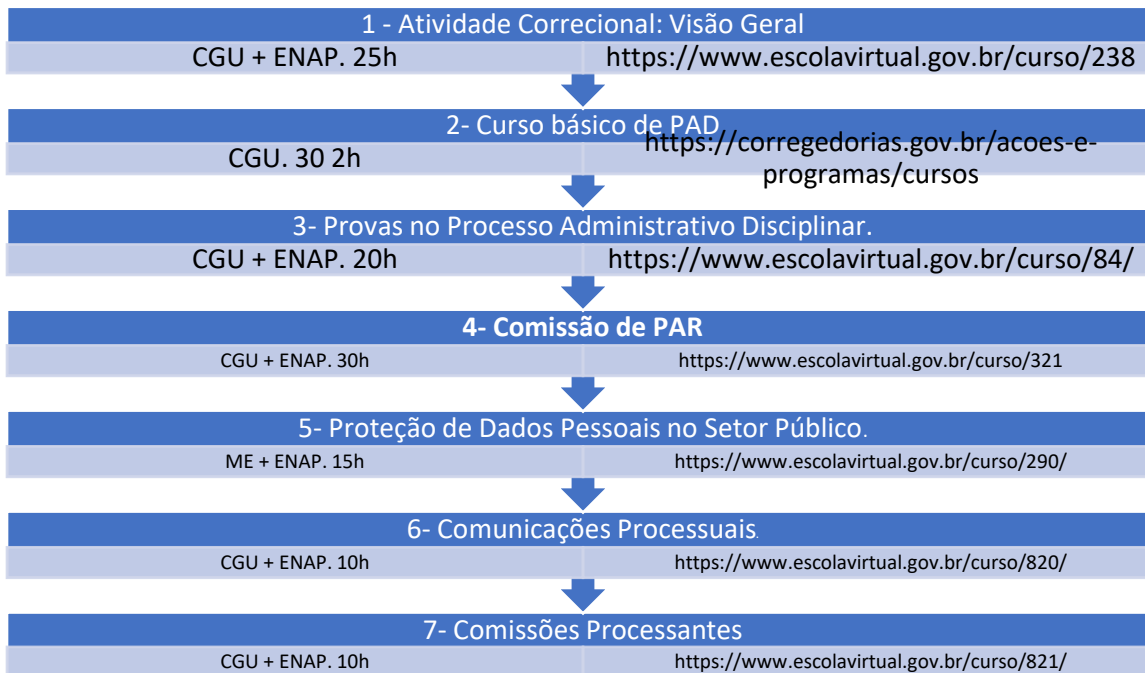 1 - Atividade Correcional: Visão Geral
CGU + ENAP. 25h
https://www.escolavirtual.gov.br/curso/238
2- Curso básico de PAD
CGU. 30 2h
https://corregedorias.gov.br/acoes-e-
programas/cursos
3- Provas no Processo Administrativo Disciplinar.
CGU + ENAP. 20h
https://www.escolavirtual.gov.br/curso/84/
4- Comissão de PAR
CGU + ENAP. 30h
https://www.escolavirtual.gov.br/curso/321
5- Proteção de Dados Pessoais no Setor Público.
ME + ENAP. 15h
https://www.escolavirtual.gov.br/curso/290/
6- Comunicações Processuais.
CGU + ENAP. 10h
https://www.escolavirtual.gov.br/curso/820/
7- Comissões Processantes
CGU + ENAP. 10h
https://www.escolavirtual.gov.br/curso/821/